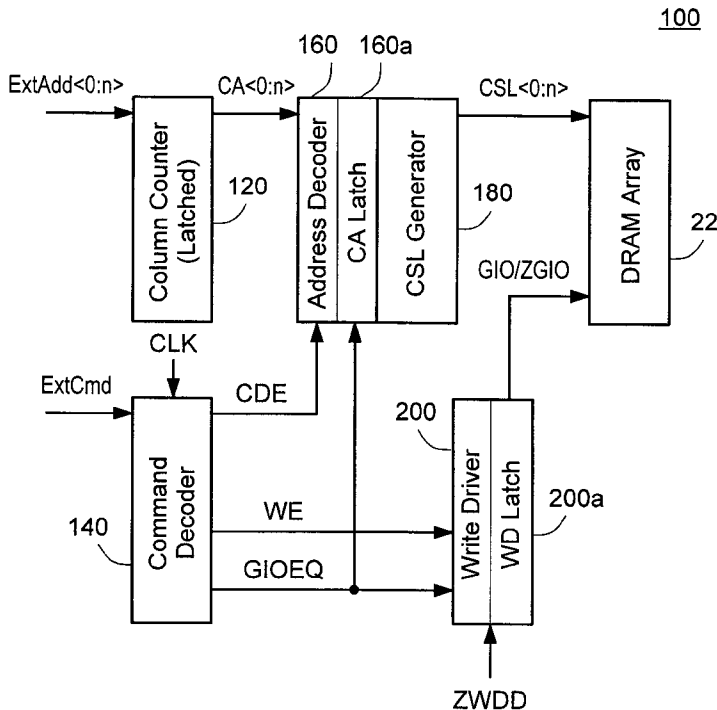 100
160
160a
ExtAdd<0:n>
CA<0:n>
CSL<0:n>
Column Counter
(Latched)
120
Address Decoder
CA Latch
CSL Generator
180
DRAM Array
22
GIO/ZGIO
CLK
ExtCmd
CDE
Command
Decoder
140
WE
GIOEQ
200
Write Driver
WD Latch
200a
ZWDD